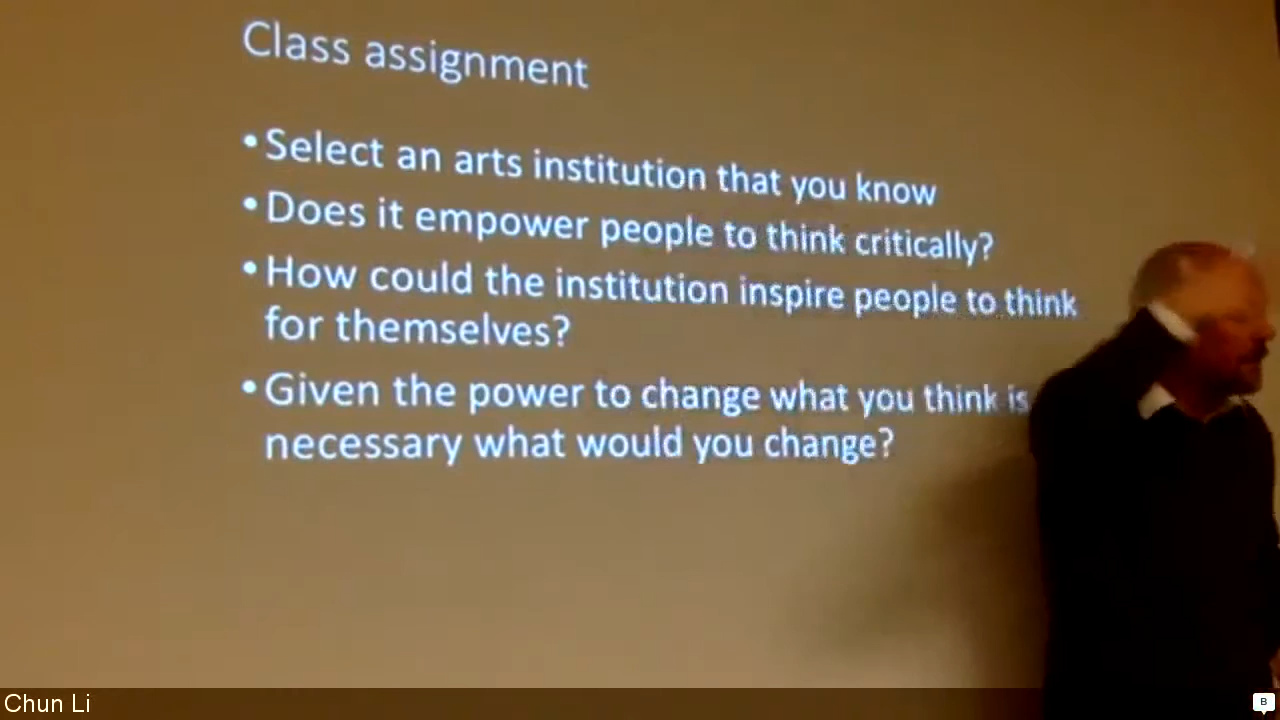 Class assignment
• Select an arts institution that you know
• Does it empower people to think critically?
• How could the institution inspire people to think
for themselves?
• Given the power to change what you think is
necessary what would you change?
Chun Li
B